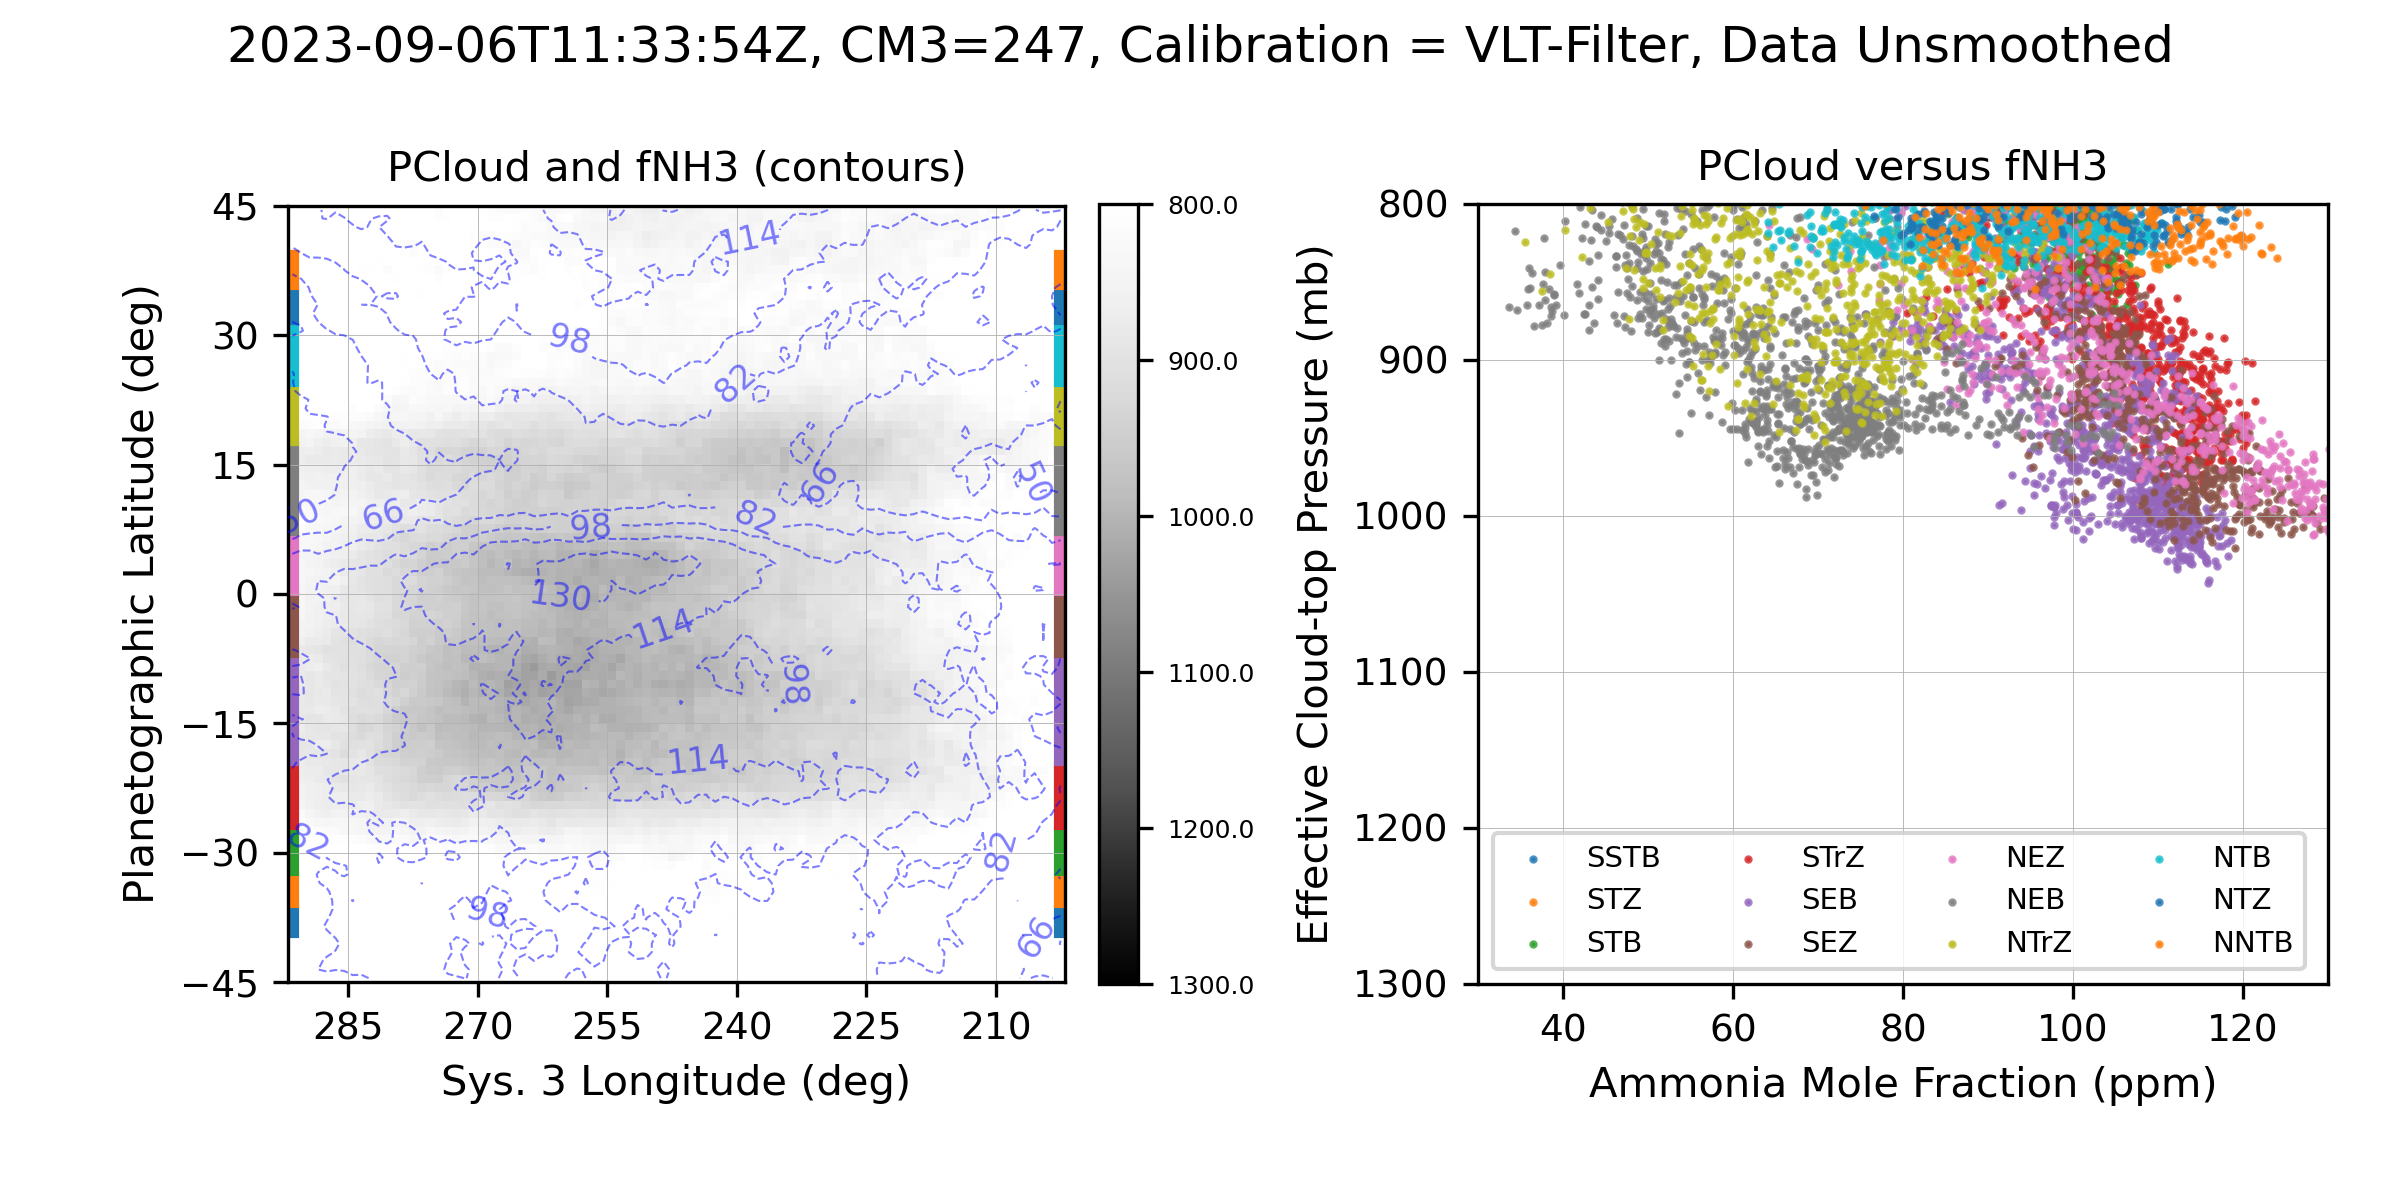 2023-09-06T11:33:54Z, CM3=247, Calibration = VLT-Filter, Data Unsmoothed
PCloud and fNH3 (contours)
Planetographic Latitude (deg)
45
30
15
0
−15
−30
−45
114
98
82
66
50
50
66
98
82
130
114
98
114
82
82
98
66
285
270
255
240
225
210
Sys. 3 Longitude (deg)
800.0
900.0
1000.0
1100.0
1200.0
1300.0
PCloud versus fNH3
Effective Cloud-top Pressure (mb)
800
900
1000
1100
1200
1300
SSTB
STZ
STB
STrZ
SEB
SEZ
NEZ
NEB
NTrZ
NTB
NTZ
NNTB
40
60
80
100
120
Ammonia Mole Fraction (ppm)